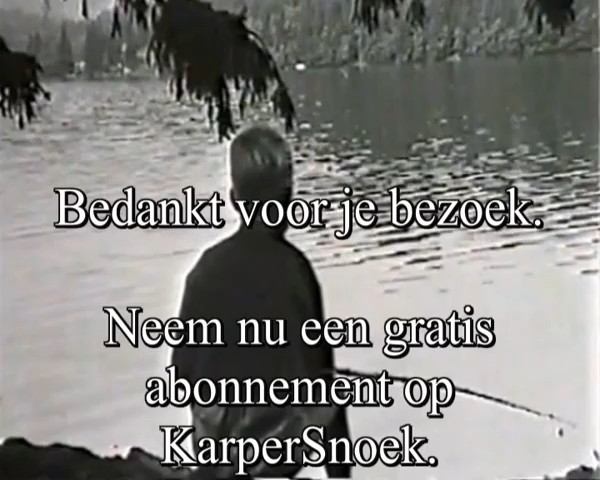 Bedankt voor je bezoek.
Neem nu een gratis
abonnement op
KarperSnoek.